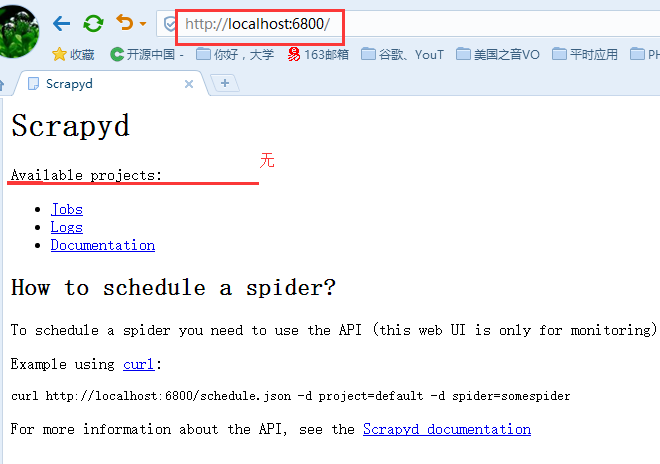 http://localhost:6800/
收藏 开源中国 - 你好，大学 163邮箱 谷歌、YouT 美国之音VO 平时应用 PH
Scrapyd
Scrapyd
无
Available projects:
Jobs
Logs
Documentation
How to schedule a spider?
To schedule a spider you need to use the API (this web UI is only for monitoring)
Example using curl:
curl http://localhost:6800/schedule.json -d project=default -d spider=somespider
For more information about the API, see the Scrapyd documentation